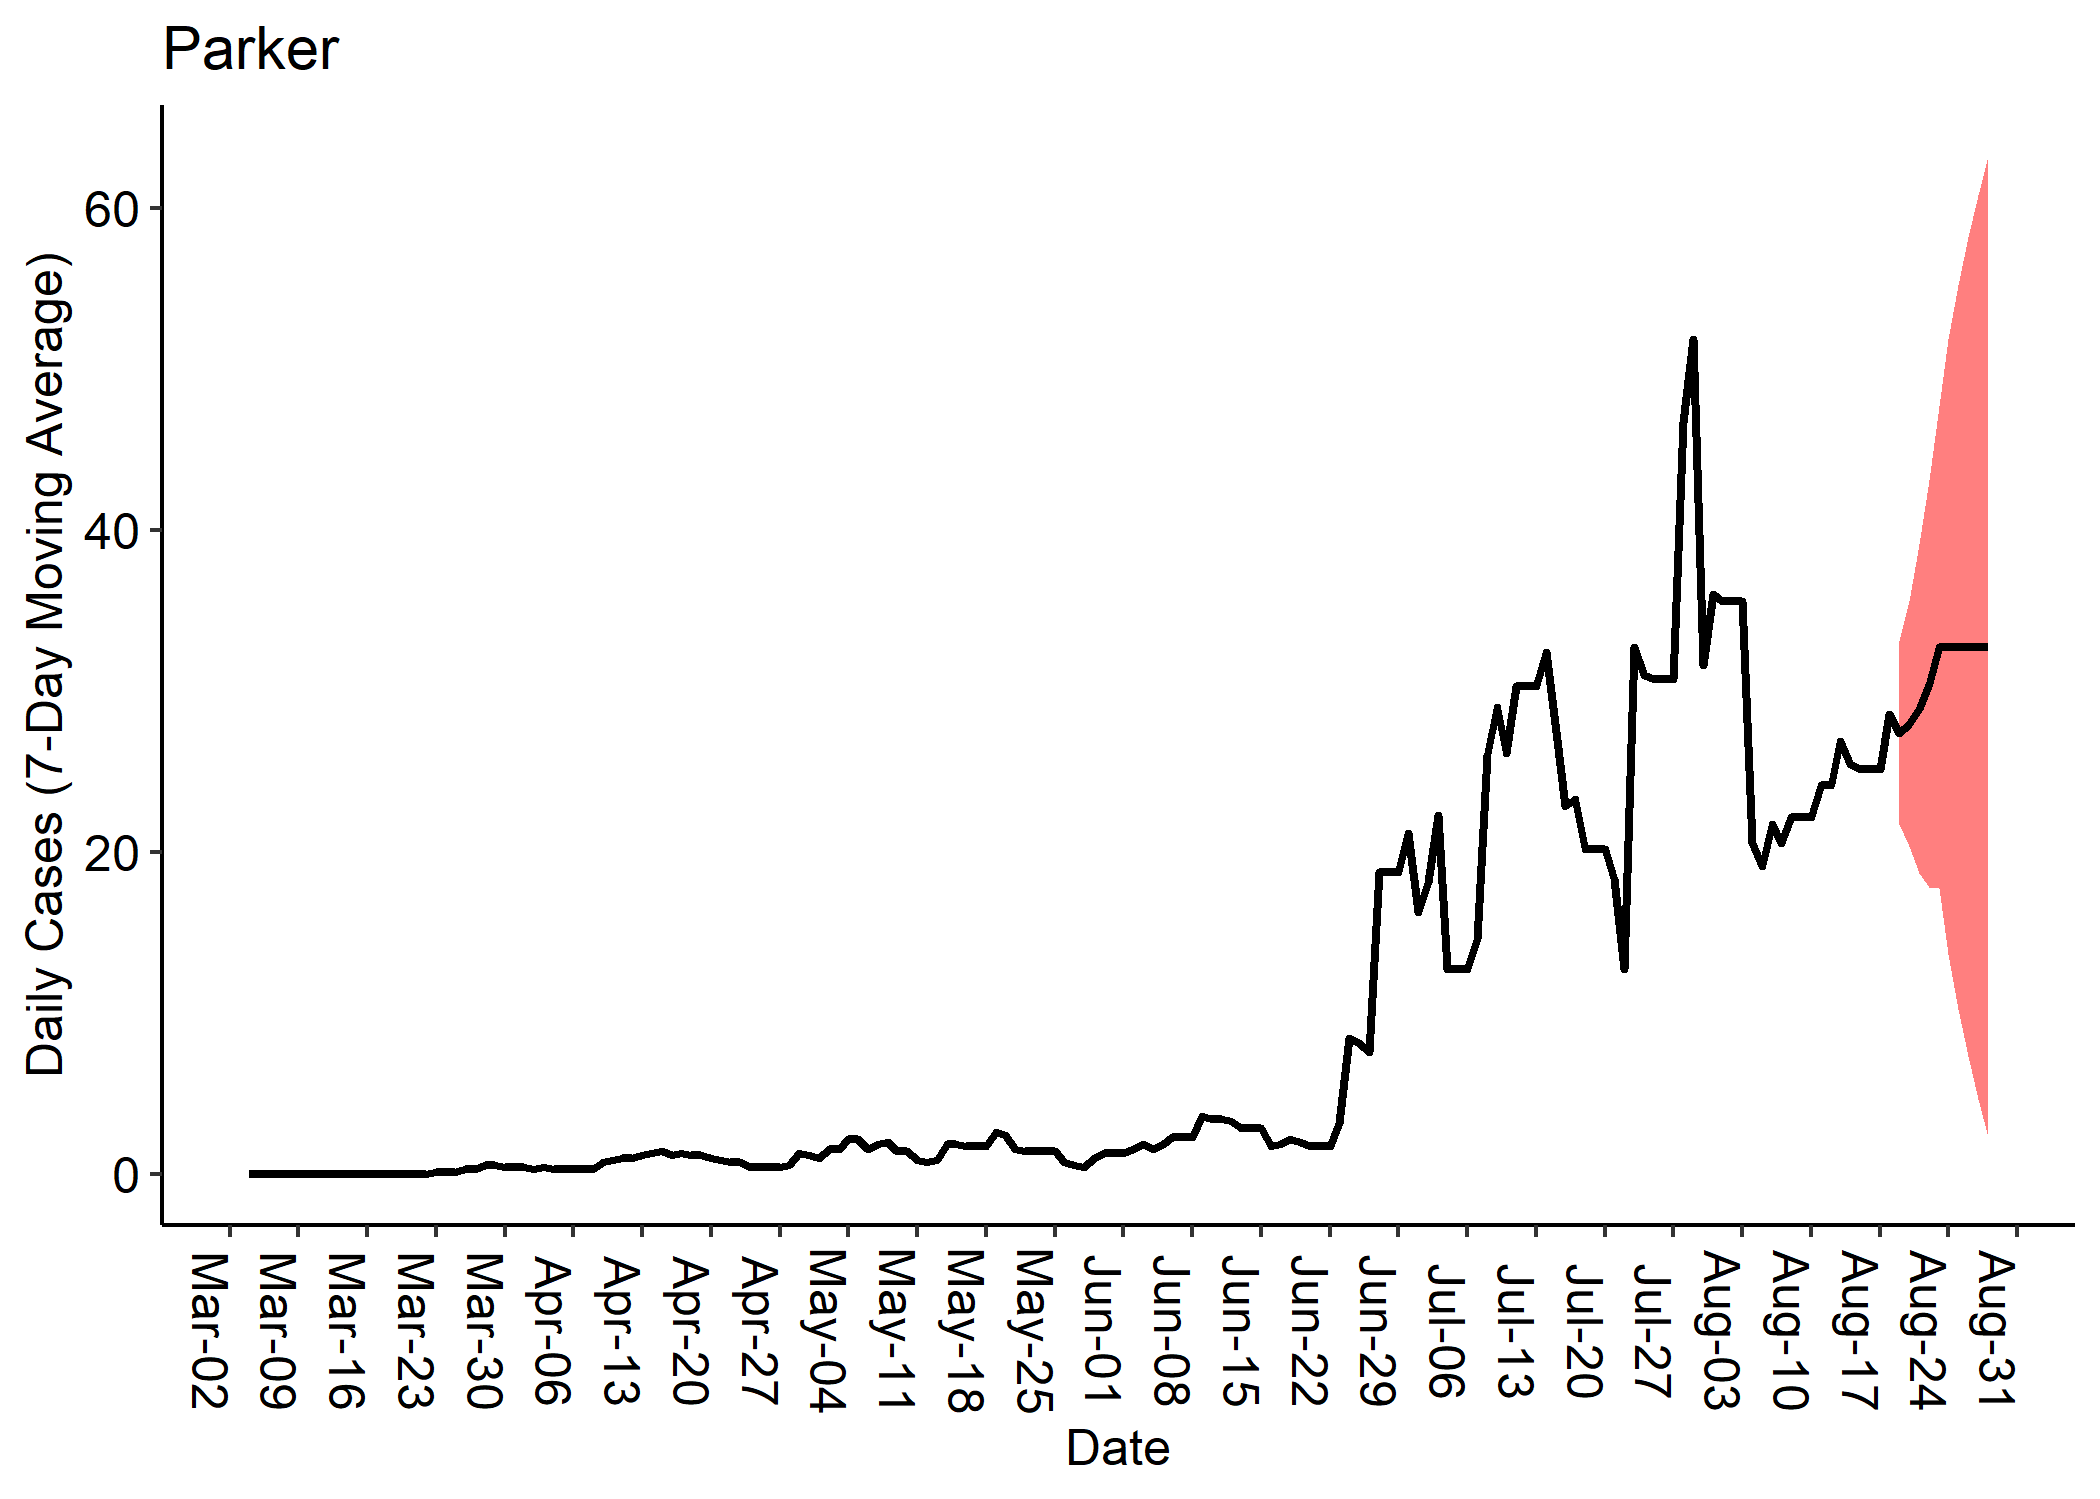 Parker
Daily Cases (7-Day Moving Average)
60
40
20
0
Mar-02
Mar-09
Mar-16
Mar-23
Mar-30
Apr-06
Apr-13
Apr-20
Apr-27
May-04
May-11
May-18
May-25
Jun-01
Jun-08
Jun-15
Jun-22
Jun-29
Jul-06
Jul-13
Jul-20
Jul-27
Aug-03
Aug-10
Aug-17
Aug-24
Aug-31
Date